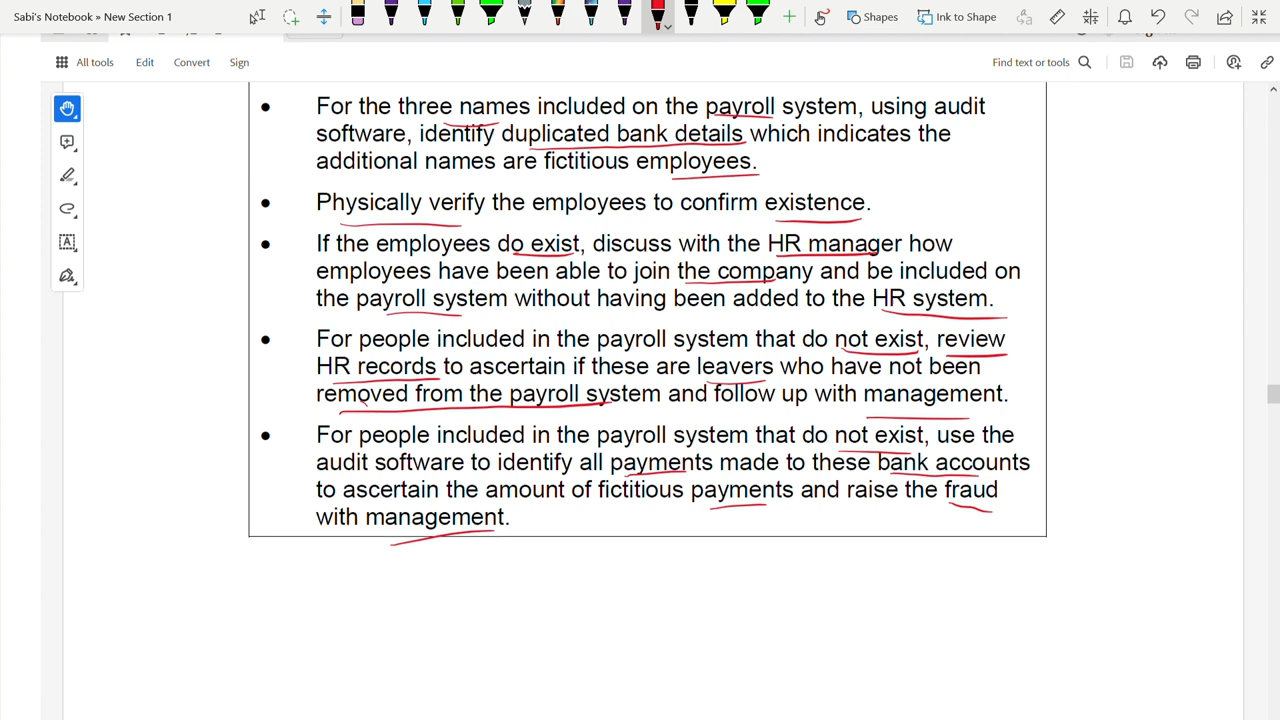 Sabi's Notebook » New Section 1
Shapes
Ink to Shape
All tools
Edit
Convert
Sign
Find text or tools
• For the three names included on the payroll system, using audit
software, identify duplicated bank details which indicates the
additional names are fictitious employees.
• Physically verify the employees to confirm existence.
• If the employees do exist, discuss with the HR manager how
employees have been able to join the company and be included on
the payroll system without having been added to the HR system.
• For people included in the payroll system that do not exist, review
HR records to ascertain if these are leavers who have not been
removed from the payroll system and follow up with management.
• For people included in the payroll system that do not exist, use the
audit software to identify all payments made to these bank accounts
to ascertain the amount of fictitious payments and raise the fraud
with management.